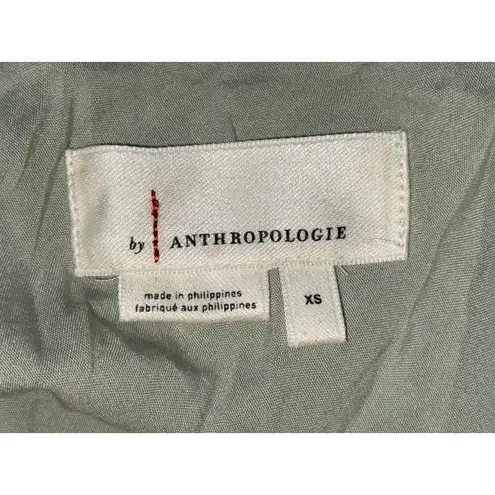 by ANTHROPOLOGIE
made in philippines
fabriqué aux philippines
XS